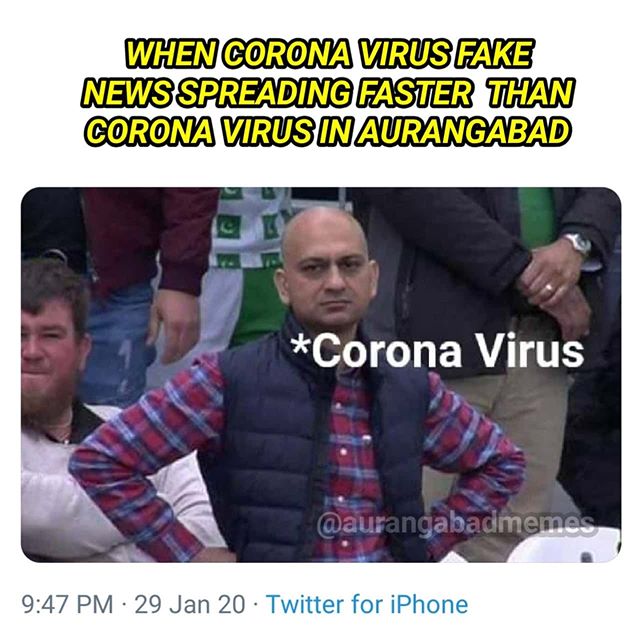 WHEN CORONA VIRUS FAKE
NEWS SPREADING FASTER THAN
CORONA VIRUS IN AURANGABAD
*Corona Virus
@aurangabadmemes
9:47 PM · 29 Jan 20 · Twitter for iPhone